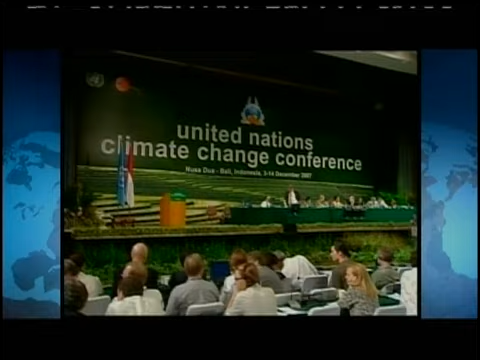 united nations
climate change conference
Nusa Dua - Bali, Indonesia, 3-14 December 2007